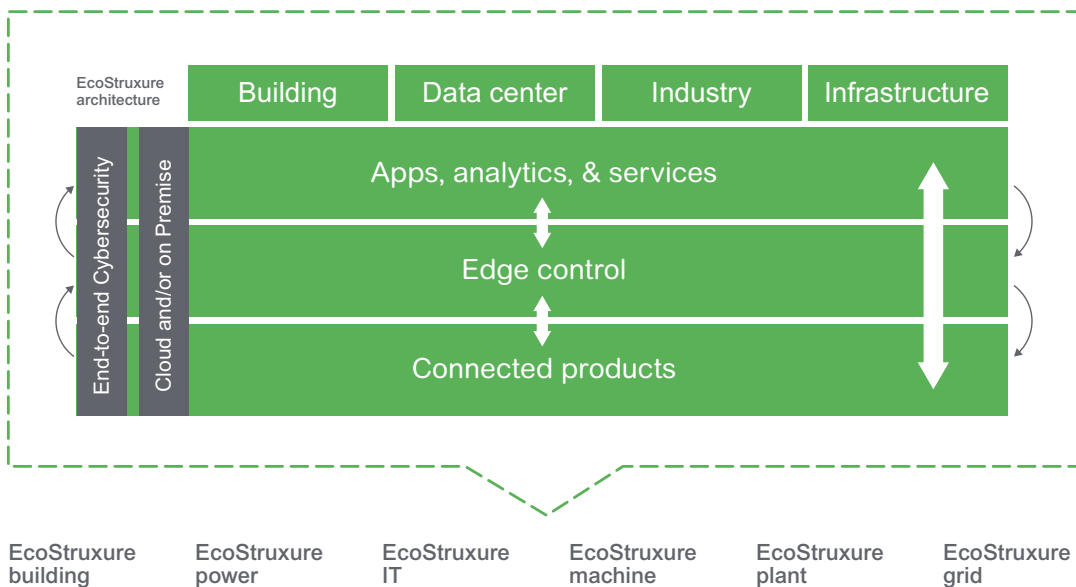 EcoStruxure
architecture
Building
Data center
Industry
Infrastructure
End-to-end Cybersecurity
Cloud and/or on Premise
Apps, analytics, & services
Edge control
Connected products
EcoStruxure
building
EcoStruxure
power
EcoStruxure
IT
EcoStruxure
machine
EcoStruxure
plant
EcoStruxure
grid